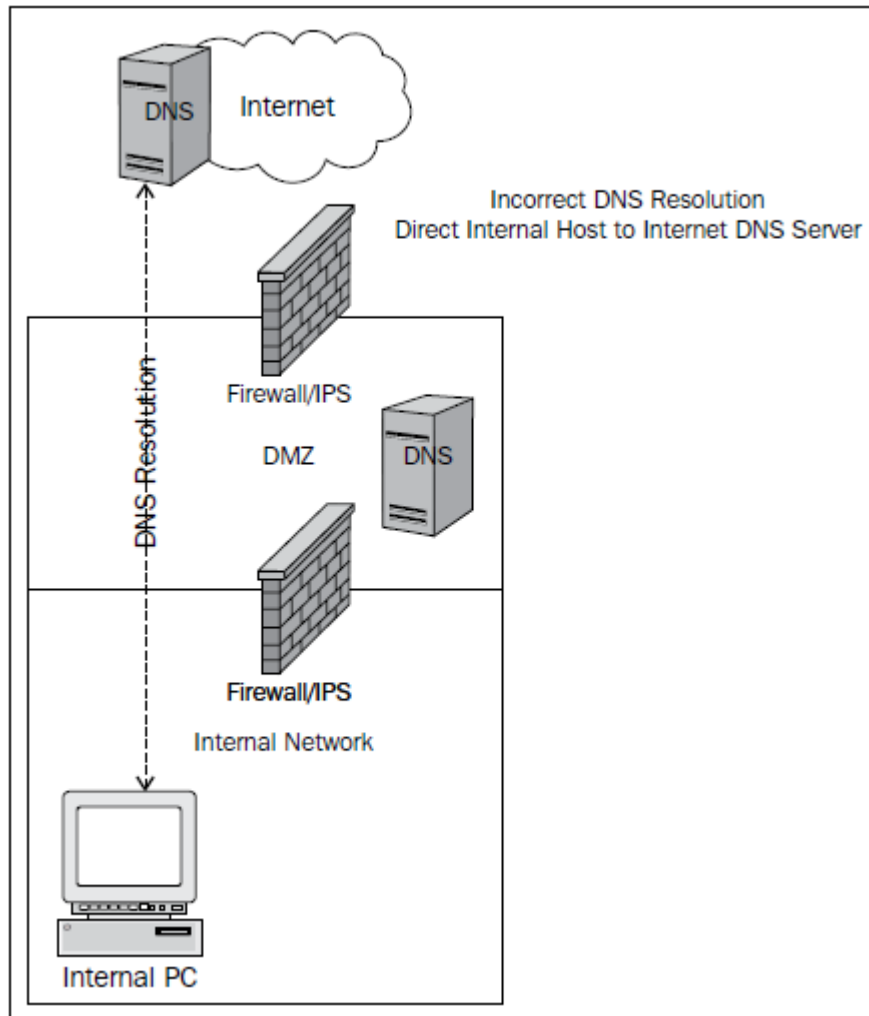 DNS
Internet
Incorrect DNS Resolution
Direct Internal Host to Internet DNS Server
DNS Resolution
Firewall/IPS
DMZ
DNS
Firewall/IPS
Internal Network
Internal PC